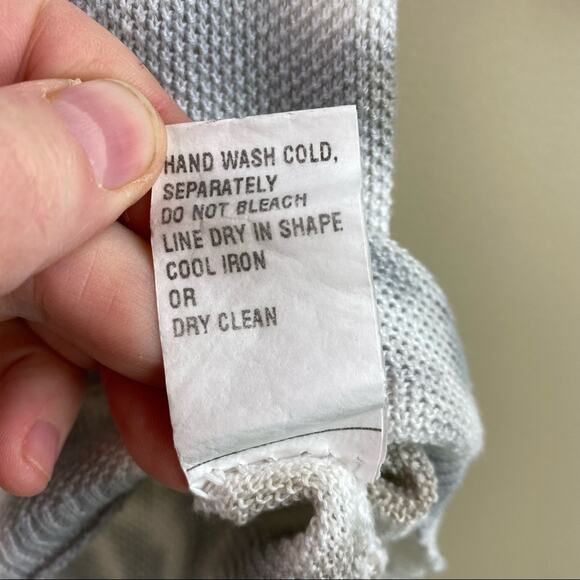 HAND WASH COLD,
SEPARATELY
DO NOT BLEACH
LINE DRY IN SHAPE
COOL IRON
OR
DRY CLEAN